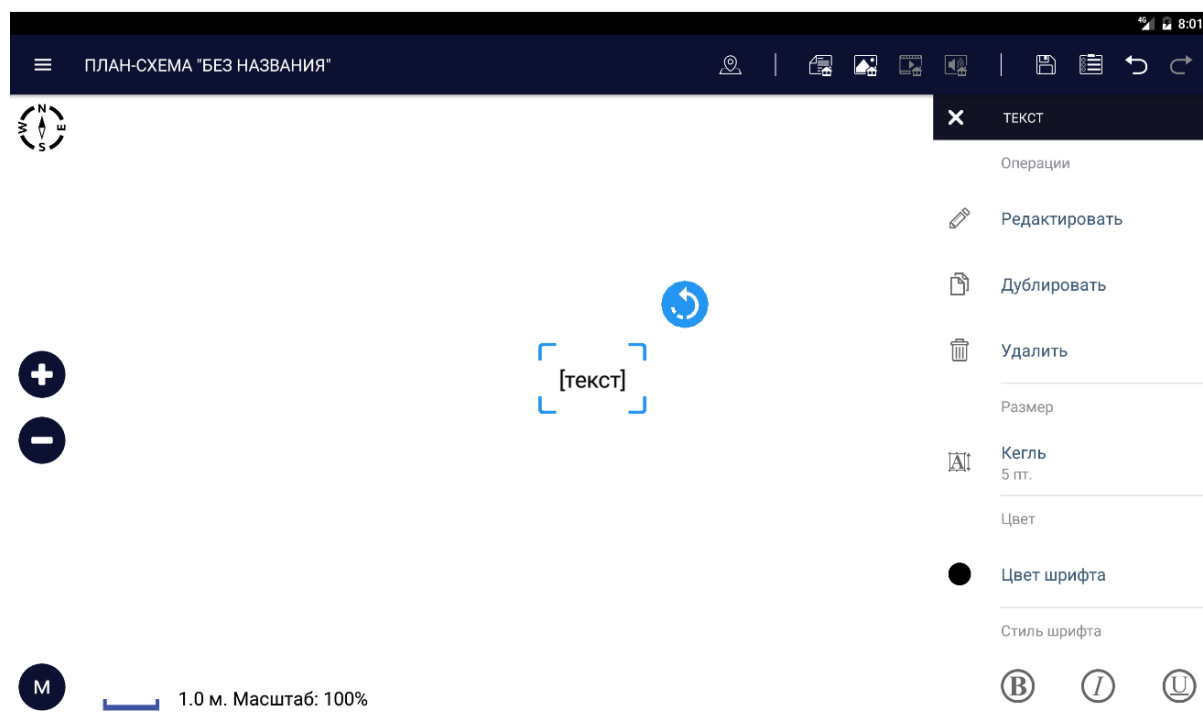 4G 8:01
ПЛАН-СХЕМА "БЕЗ НАЗВАНИЯ"
N
W E
S
ТЕКСТ
Операции
Редактировать
Дублировать
Удалить
[текст]
Размер
Кегль
5 пт.
Цвет
Цвет шрифта
Стиль шрифта
B I U
М
1.0 м. Масштаб: 100%